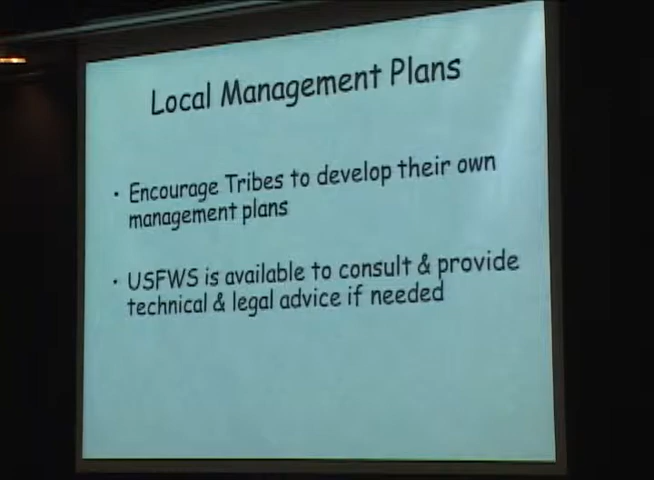 Local Management Plans
• Encourage Tribes to develop their own
management plans
• USFWS is available to consult & provide
technical & legal advice if needed